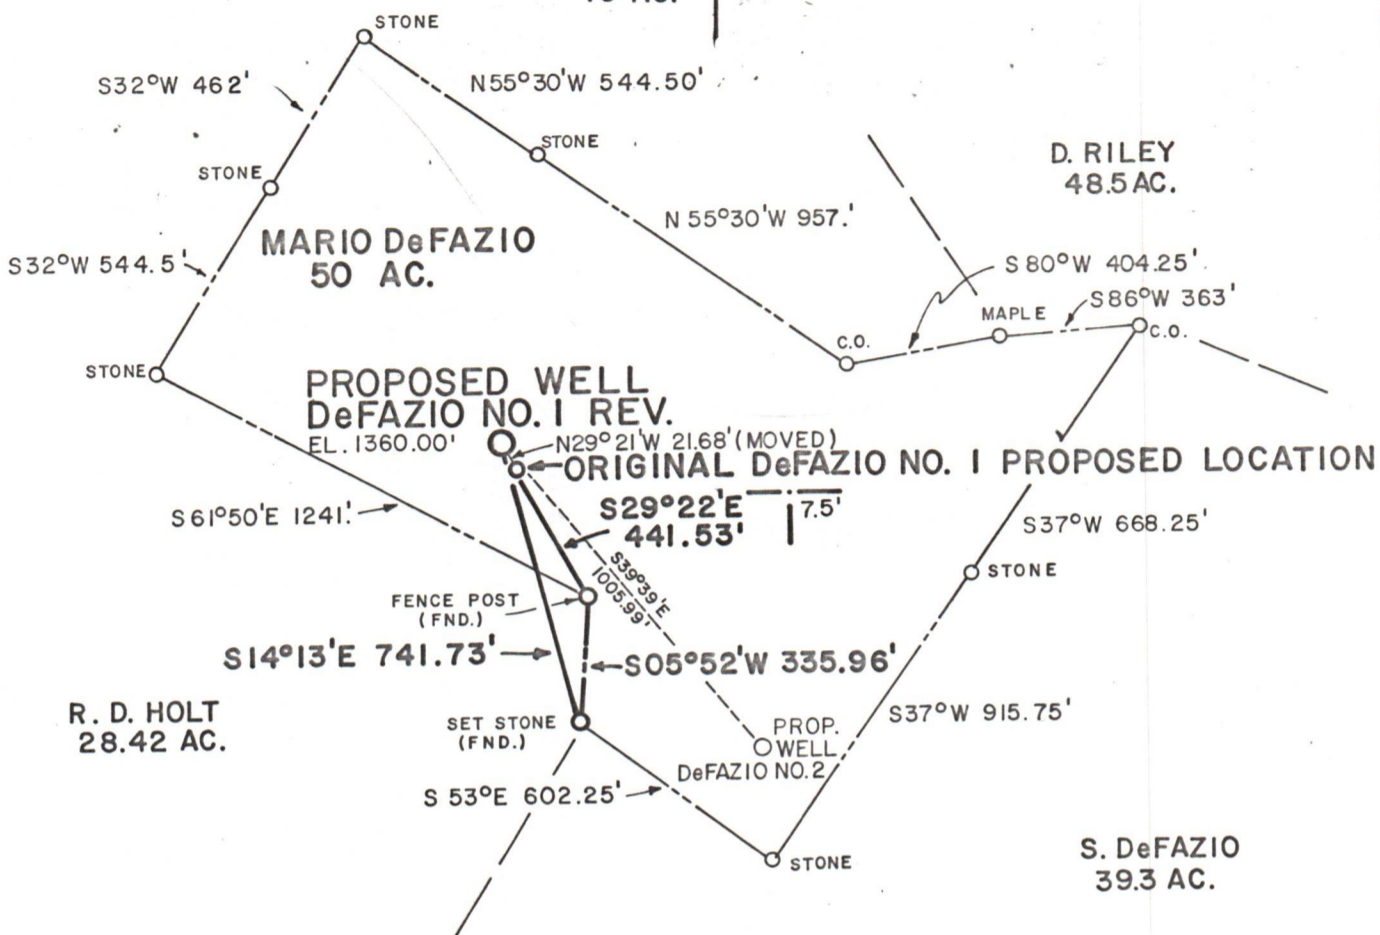 STONE
S32°W 462'
N55°30'W 544.50'
STONE
STONE
D. RILEY
48.5 AC.
N 55°30'W 957.'
MARIO DeFAZIO
50 AC.
S32°W 544.5'
S 80°W 404.25'
S86°W 363'
MAPLE
C.O.
C.O.
STONE
PROPOSED WELL
DeFAZIO NO. 1 REV.
EL. 1360.00'
N29°21'W 21.68' (MOVED)
ORIGINAL DeFAZIO NO. 1 PROPOSED LOCATION
S29°22'E
441.53'
7.5'
S61°50'E 1241.'
S37°W 668.25'
S39°39'E
1005.99'
STONE
FENCE POST
(FND.)
S14°13'E 741.73'
S05°52'W 335.96'
R. D. HOLT
28.42 AC.
SET STONE
(FND.)
S37°W 915.75'
PROP.
WELL
DeFAZIO NO. 2
S 53°E 602.25'
STONE
S. DeFAZIO
39.3 AC.